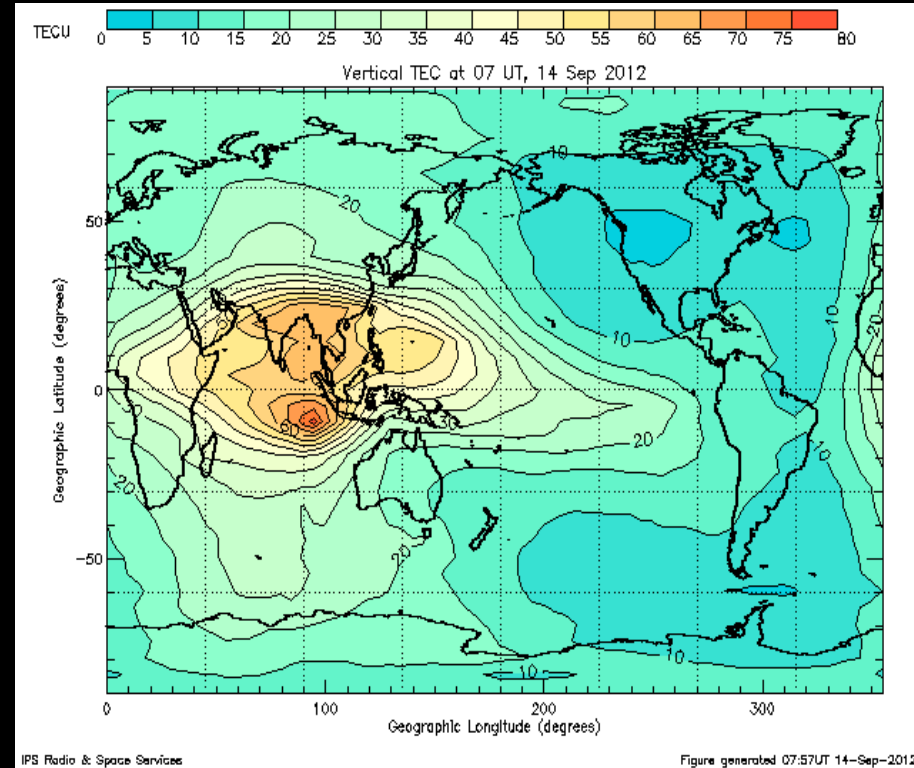 TECU
0 5 10 15 20 25 30 35 40 45 50 55 60 65 70 75 80
Vertical TEC at 07 UT, 14 Sep 2012
Geographic Latitude (degrees)
50
0
-50
20
10
10
10
20
30
20
60
20
20
10
10
10
0 100 200 300
Geographic Longitude (degrees)
IPS Radio & Space Services
Figure generated 07:57UT 14-Sep-2012